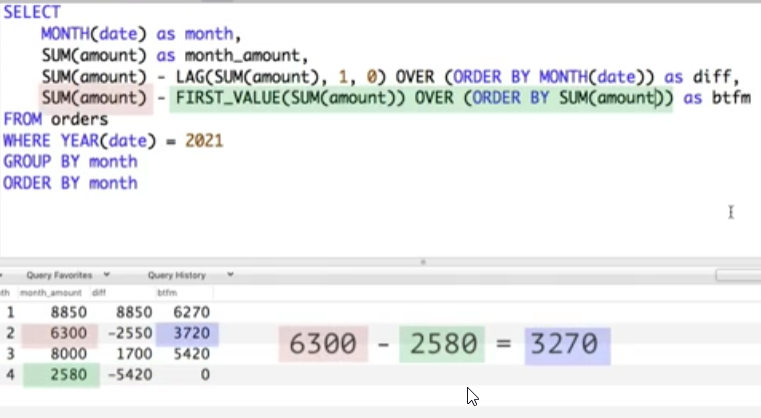 SELECT
MONTH(date) as month,
SUM(amount) as month_amount,
SUM(amount) - LAG(SUM(amount), 1, 0) OVER (ORDER BY MONTH(date)) as diff,
SUM(amount) - FIRST_VALUE(SUM(amount)) OVER (ORDER BY SUM(amount)) as btfm
FROM orders
WHERE YEAR(date) = 2021
GROUP BY month
ORDER BY month
Query Favorites Query History
th month_amount diff btfm
1 8850 8850 6270
2 6300 -2550 3720
3 8000 1700 5420
4 2580 -5420 0
6300 - 2580 = 3270